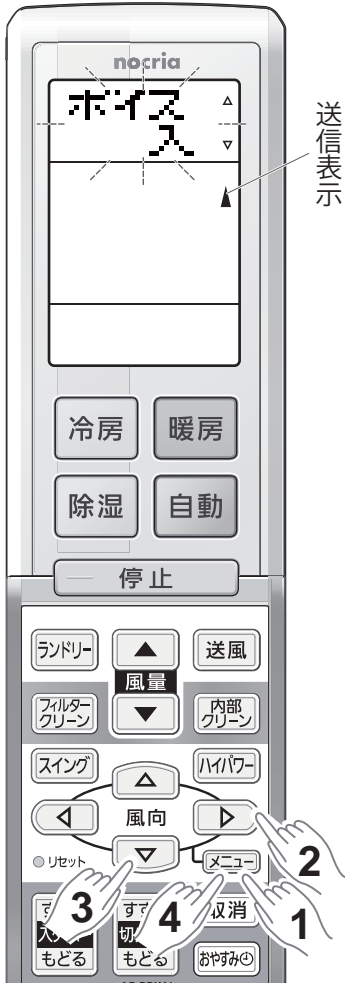 nocria
ボイス
入
送信表示
冷房
暖房
除湿
自動
停止
ランドリー
送風
風量
フィルター
クリーン
内部
クリーン
スイング
ハイパワー
風向
リセット
メニュー
2
3
4
1
取消
もどる
もどる
おやすみ